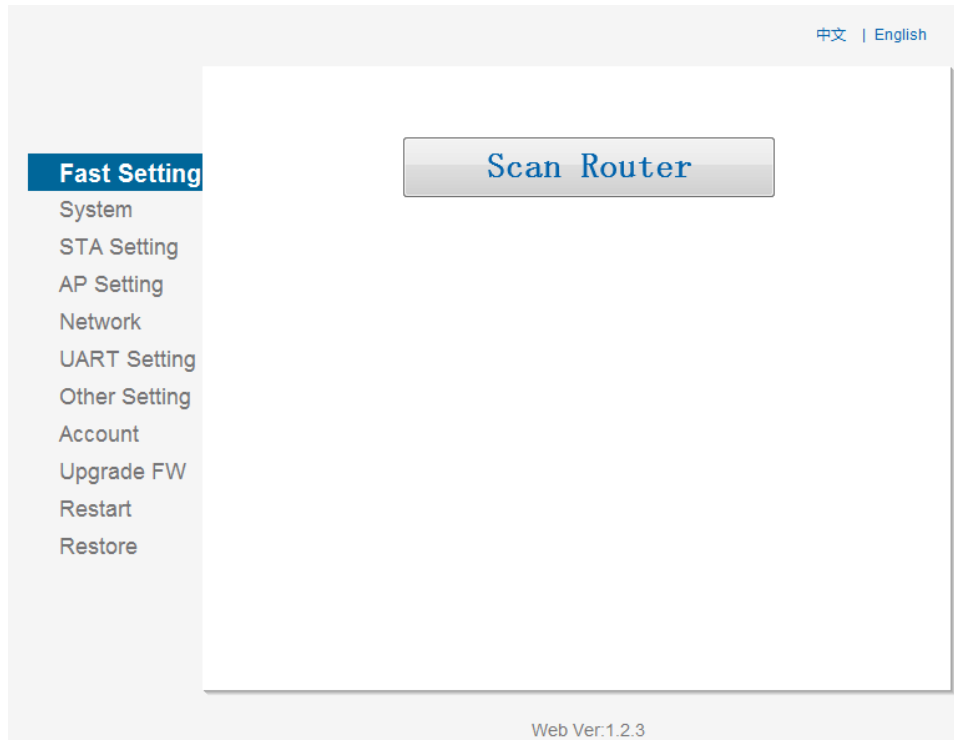 中文 | English
Scan Router
Fast Setting
System
STA Setting
AP Setting
Network
UART Setting
Other Setting
Account
Upgrade FW
Restart
Restore
Web Ver:1.2.3